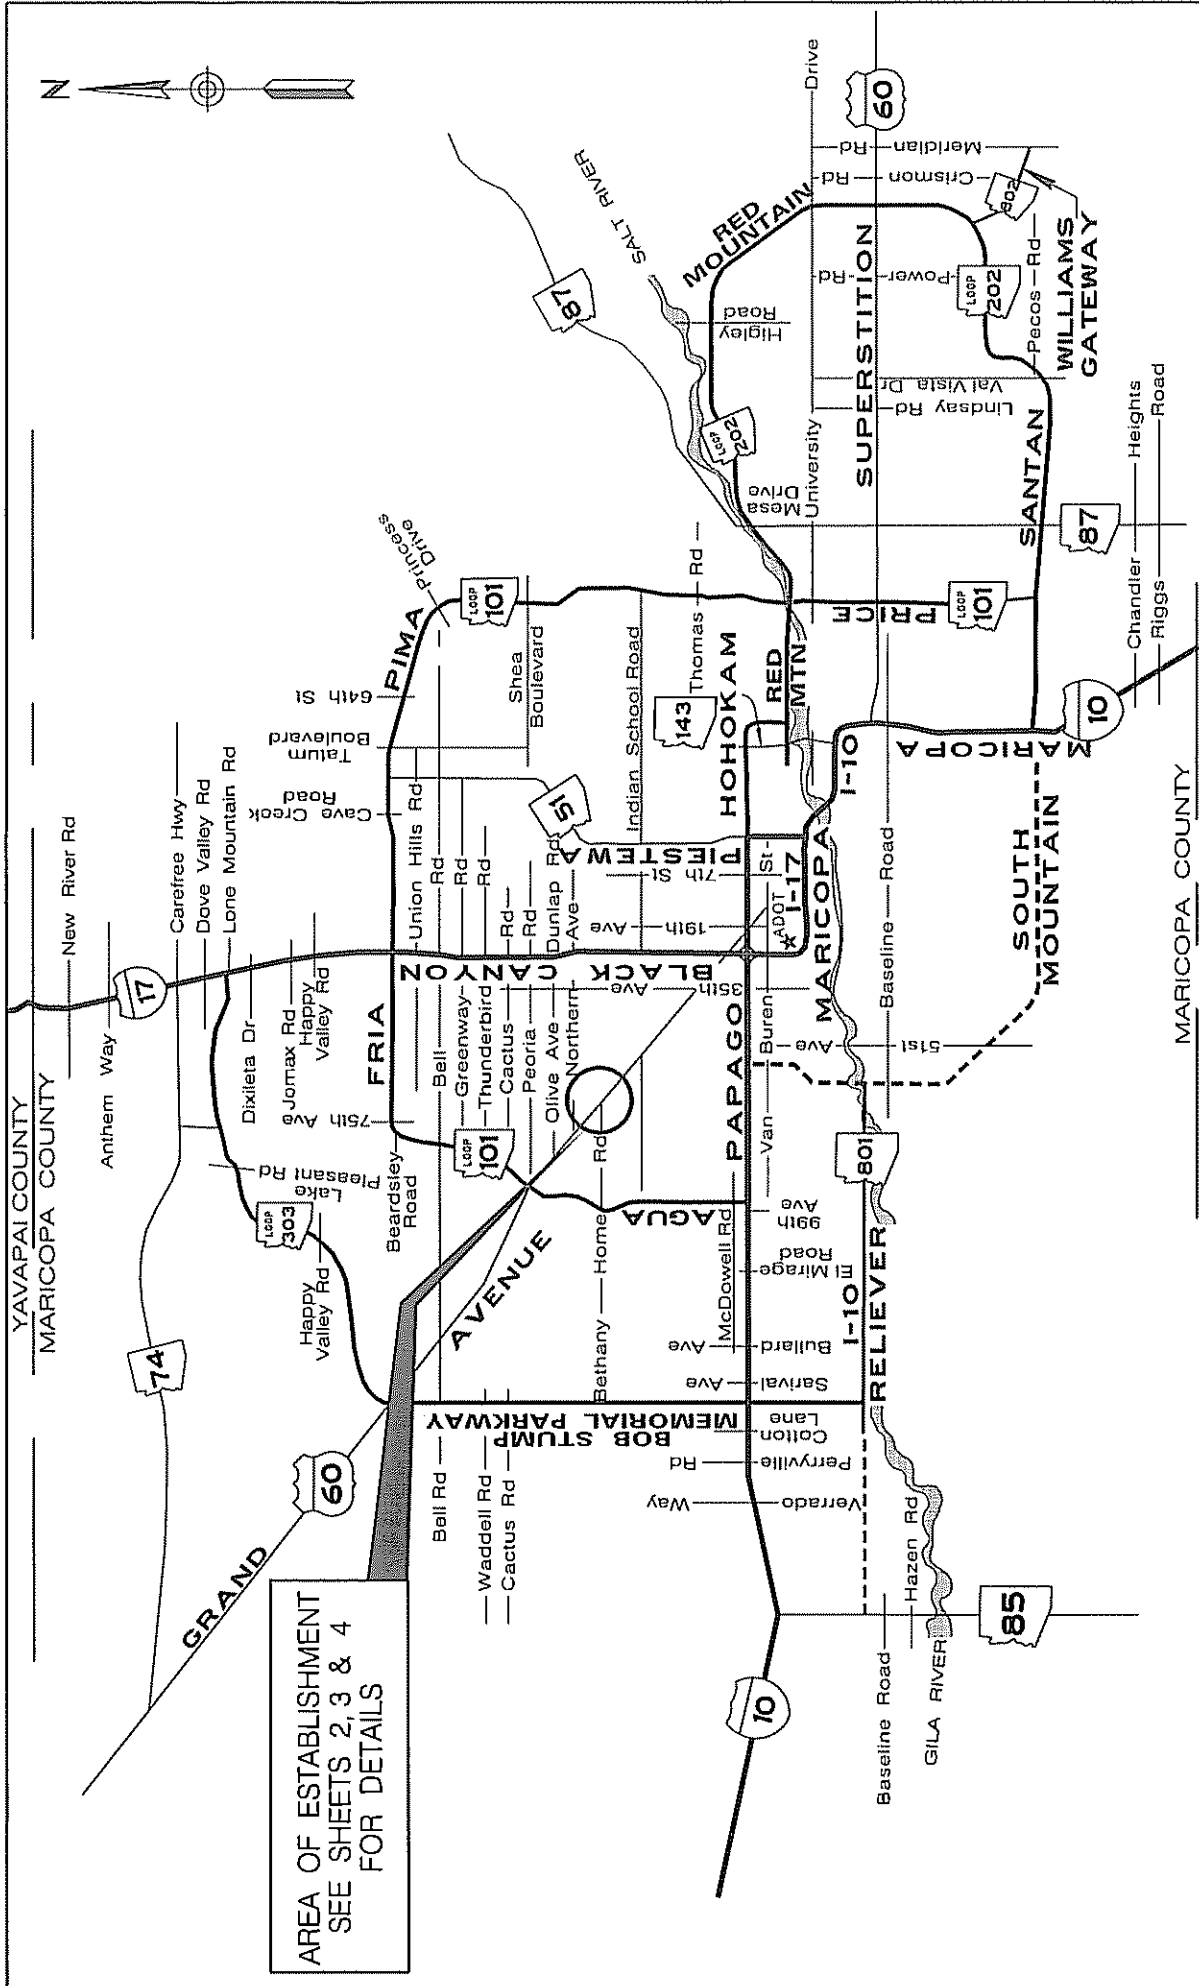 YAVAPAI COUNTY
MARICOPA COUNTY
N
New River Rd
Anthem Way
17
Carefree Hwy
Dove Valley Rd
Lone Mountain Rd
74
Dixileta Dr
Jomax Rd
Happy
Valley Rd
Lake
Pleasant Rd
LOOP
303
Happy
Valley Rd
GRAND
60
AREA OF ESTABLISHMENT
SEE SHEETS 2, 3 & 4
FOR DETAILS
75th Ave
Beardsley
Road
FRIA
Cave Creek
Road
Tatum
Boulevard
64th St
PIMA
Princess
Drive
LOOP
101
Union Hills Rd
Bell Rd
Bell
Rd
Greenway
Rd
Thunderbird
Rd
Waddell Rd
Cactus Rd
Cactus
Rd
Peoria
Rd
Olive Ave
Dunlap Rd
Northern
Ave
LOOP
101
AVENUE
AGUA
BLACK CANYON
Shea
Boulevard
51
PIESTEWA
Indian School Road
Thomas
Rd
Bethany
Home
Rd
BOB STUMP
MEMORIAL PARKWAY
35th
Ave
19th
Ave
7th St
HOHOKAM
143
RED
MTN
87
SALT RIVER
RED
MOUNTAIN
Higley
Road
LOOP
202
Mesa
Drive
University
Drive
McDowell Rd
PAPAGO
10
Verrado
Way
Perryville
Rd
Cotton
Lane
Sarival
Ave
Bullard
Ave
El Mirage
Road
99th
Ave
Van
Buren
St
ADOT
I-17
MARICOPA
I-10
51st
Ave
I-10
RELIEVER
801
Baseline Road
Baseline
Road
Hazen Rd
GILA RIVER
85
MARICOPA
SOUTH
MOUNTAIN
10
PRICE
LOOP
101
SUPERSTITION
60
Lindsay Rd
Val Vista Dr
Power
Rd
Crismon
Rd
Meridian
Rd
LOOP
202
802
Pecos
Rd
WILLIAMS
GATEWAY
SANTAN
87
Chandler
Heights
Riggs
Road
MARICOPA COUNTY